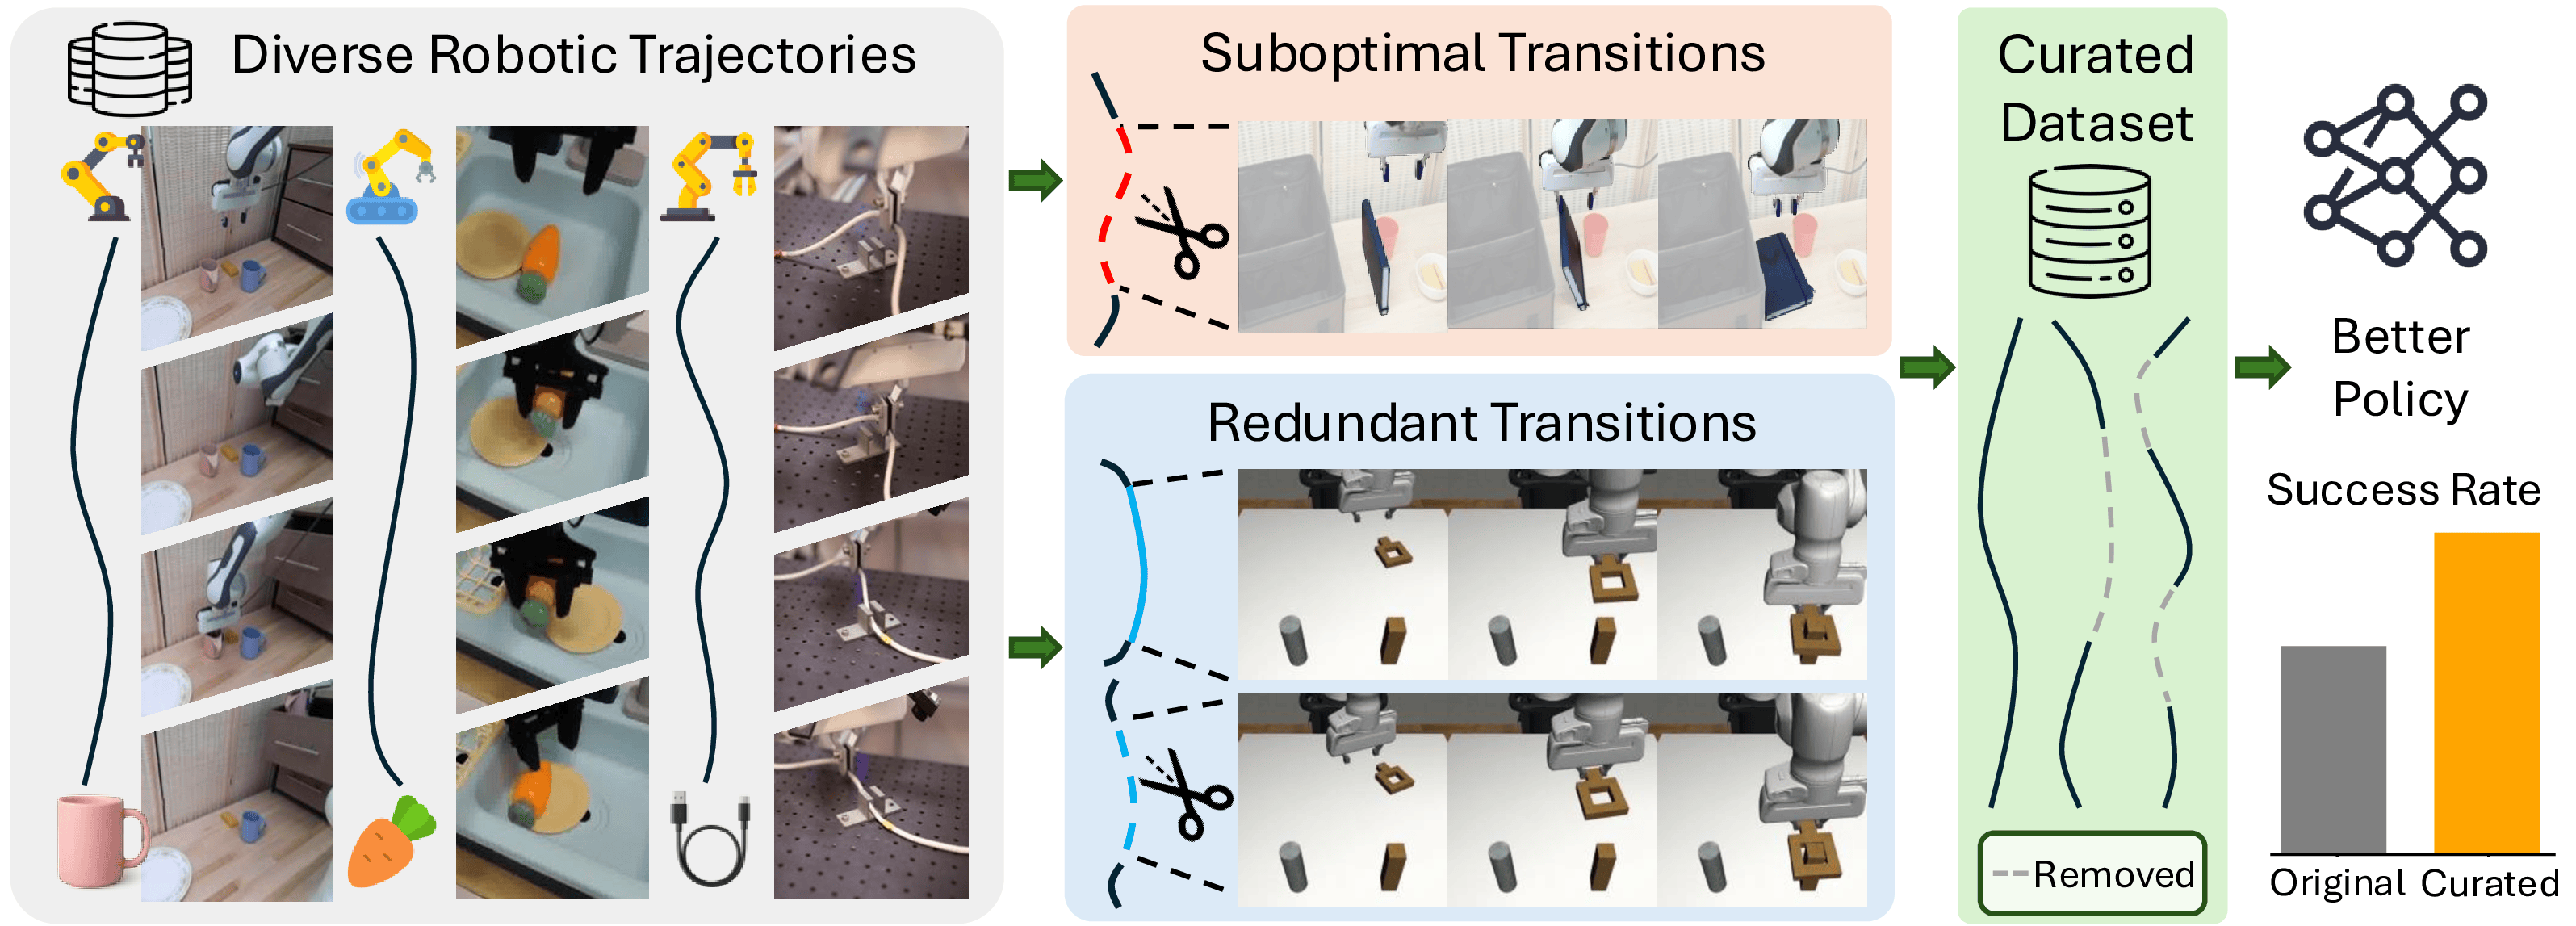 Diverse Robotic Trajectories
Suboptimal Transitions
Redundant Transitions
Curated
Dataset
Removed
Better
Policy
Success Rate
Original
Curated